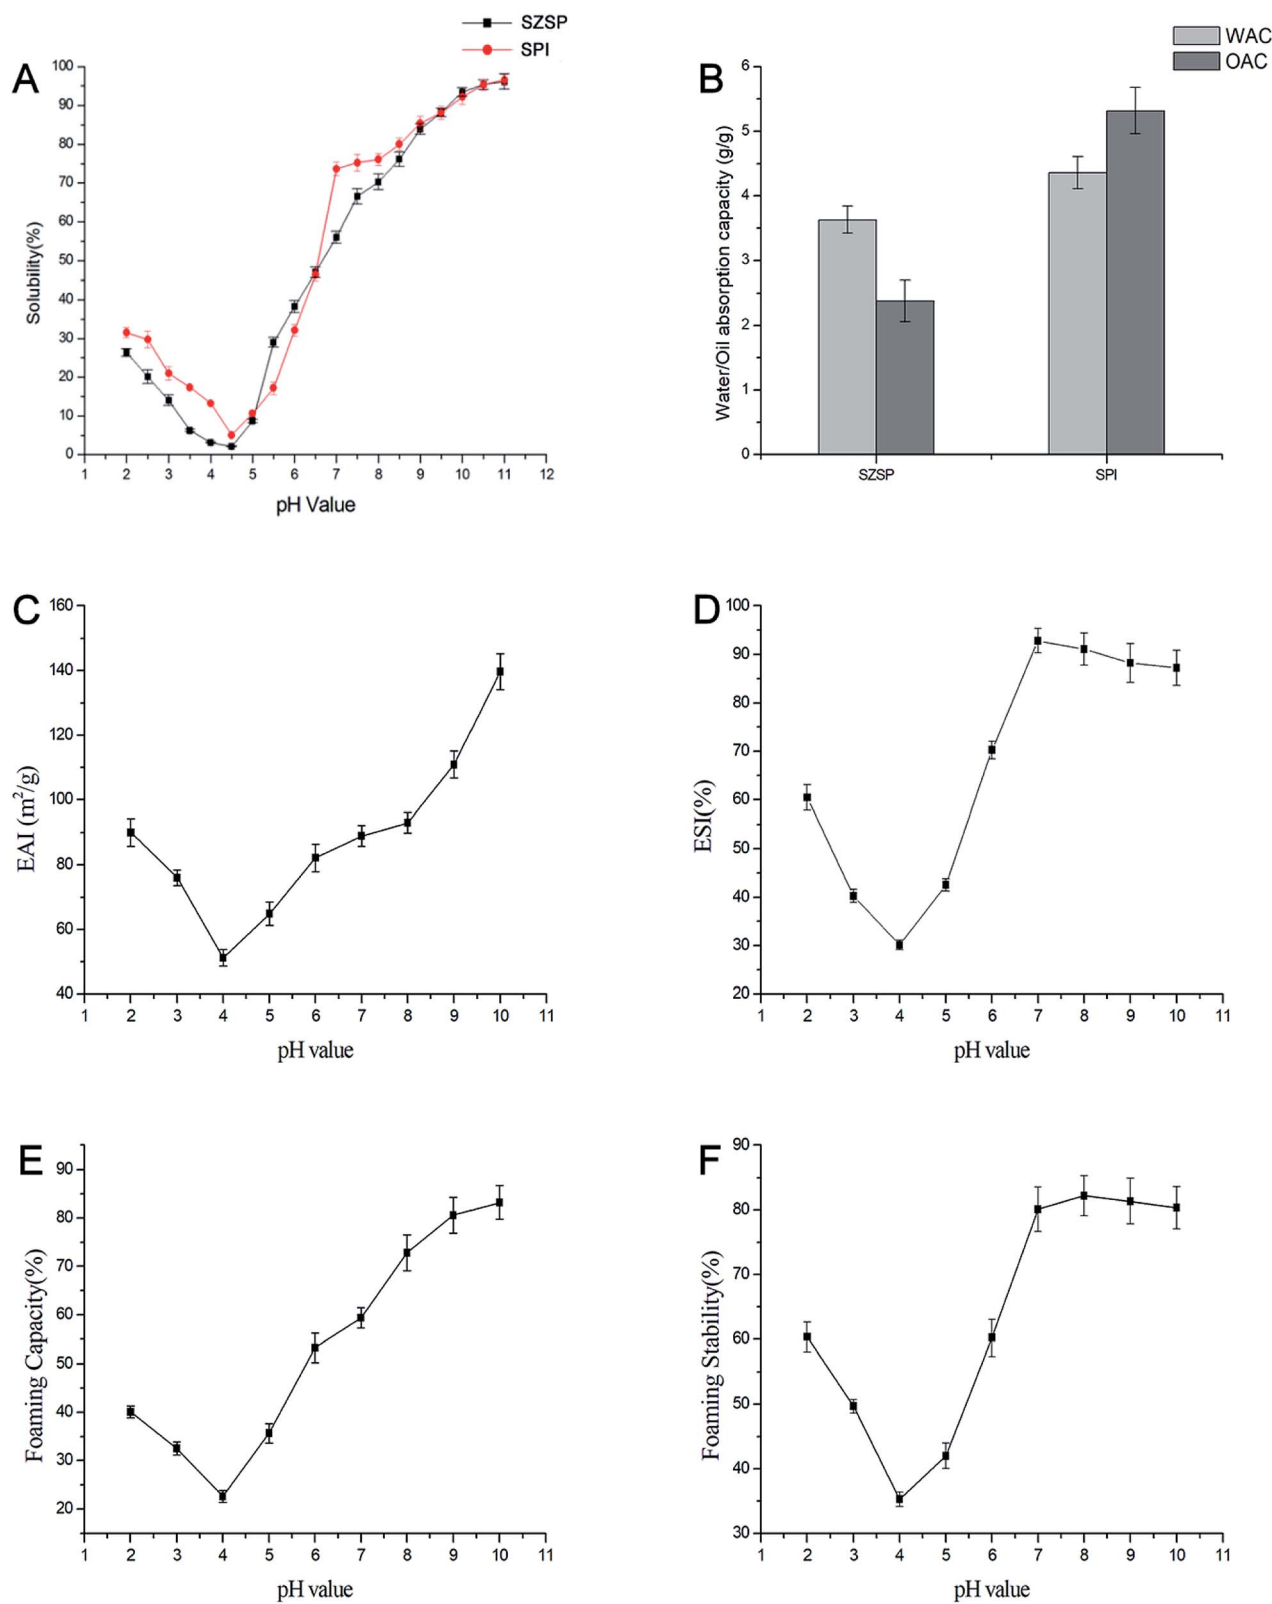 SZSP
SPI
A
100
90
80
70
60
50
40
30
20
10
0
Solubility(%)
1 2 3 4 5 6 7 8 9 10 11 12
pH Value
WAC
OAC
B
6
5
4
3
2
1
0
Water/Oil absorption capacity (g/g)
SZSP SPI
C
160
140
120
100
80
60
40
EAI (m²/g)
1 2 3 4 5 6 7 8 9 10 11
pH value
D
100
90
80
70
60
50
40
30
20
ESI(%)
1 2 3 4 5 6 7 8 9 10 11
pH value
E
90
80
70
60
50
40
30
20
Foaming Capacity(%)
1 2 3 4 5 6 7 8 9 10 11
pH value
F
90
80
70
60
50
40
30
Foaming Stability(%)
1 2 3 4 5 6 7 8 9 10 11
pH value